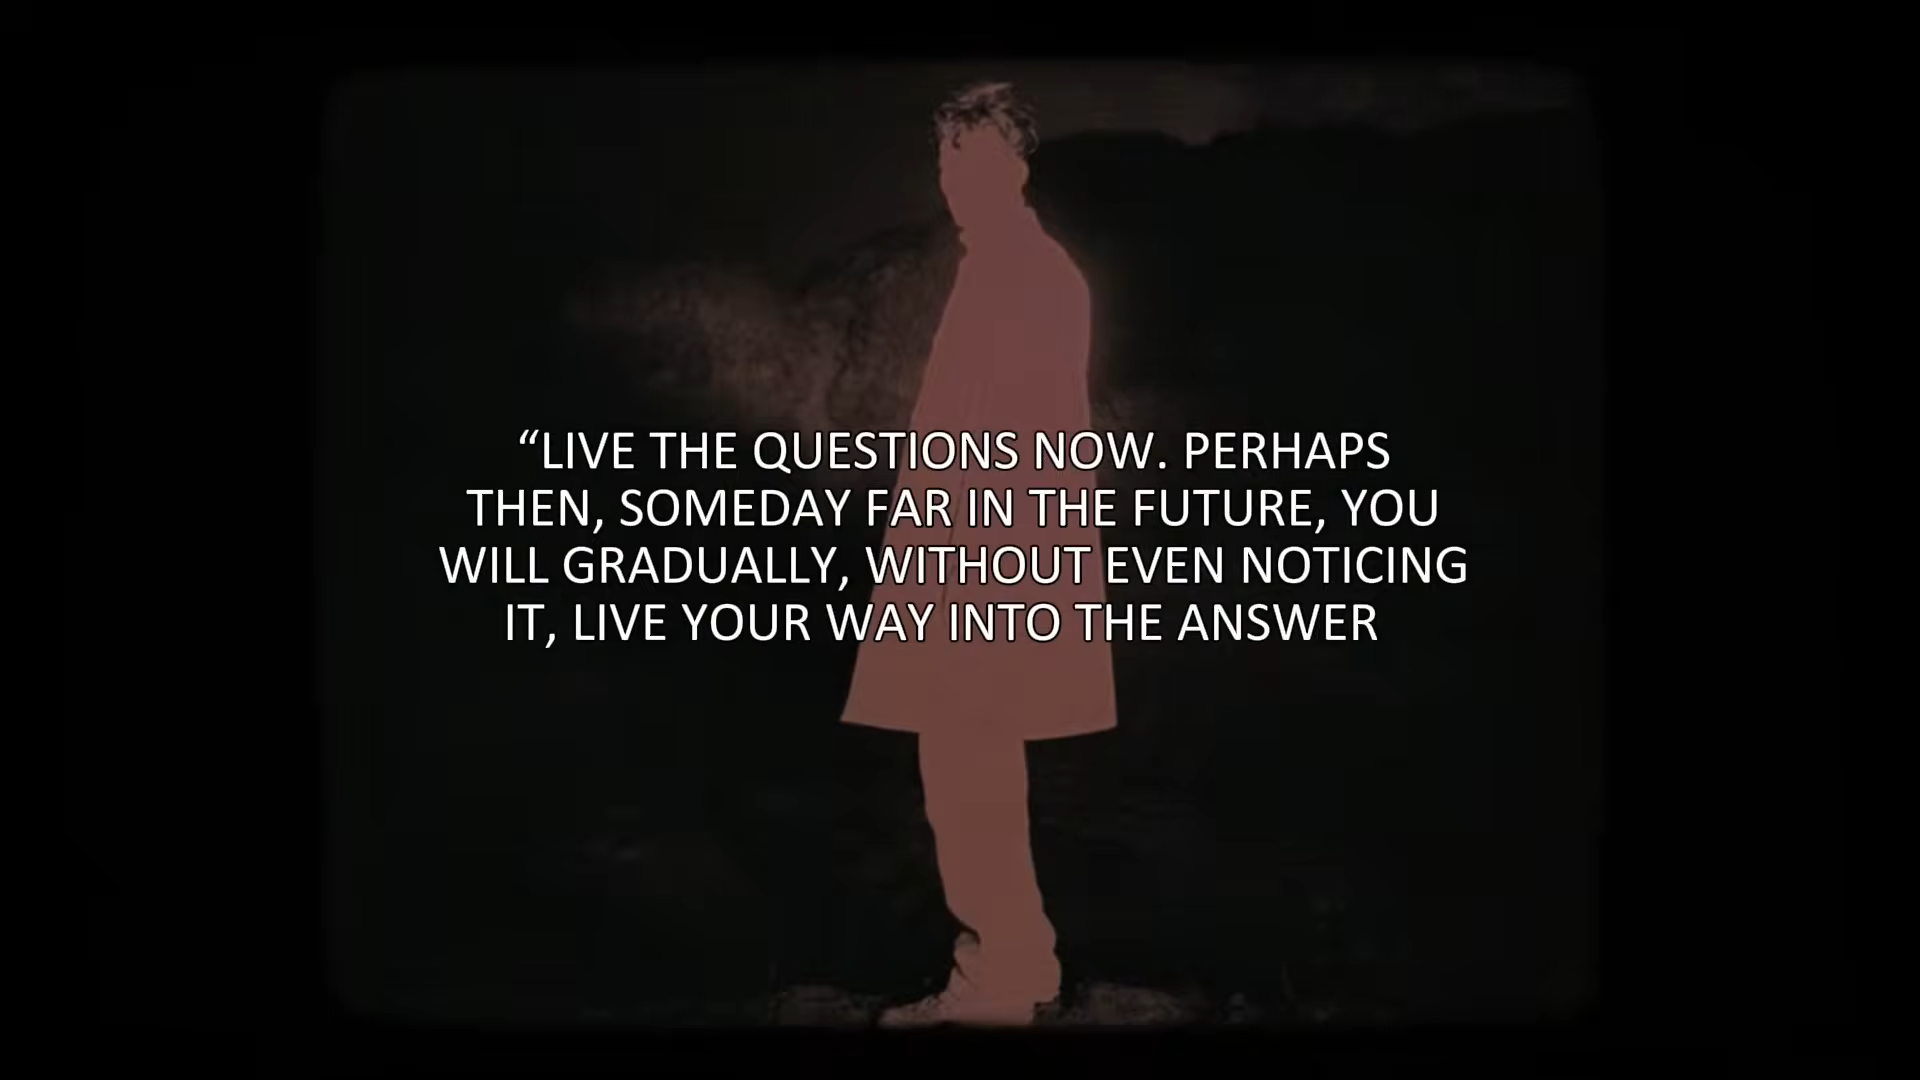 “LIVE THE QUESTIONS NOW. PERHAPS
THEN, SOMEDAY FAR IN THE FUTURE, YOU
WILL GRADUALLY, WITHOUT EVEN NOTICING
IT, LIVE YOUR WAY INTO THE ANSWER